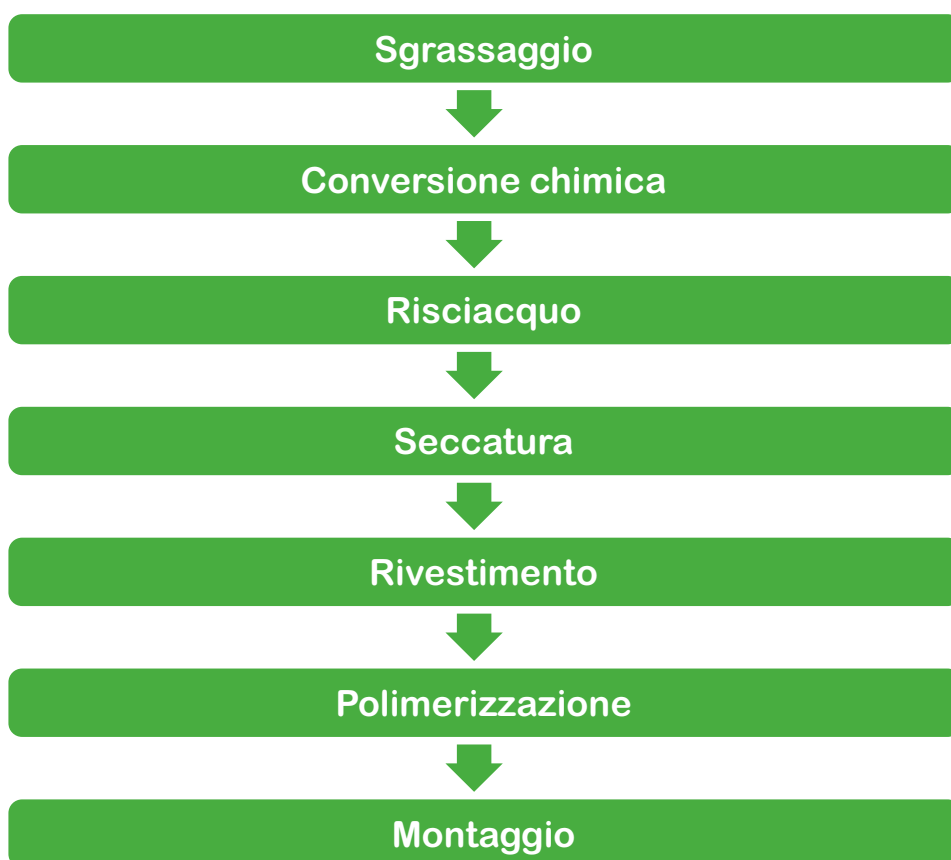 Sgrassaggio
Conversione chimica
Risciacquo
Seccatura
Rivestimento
Polimerizzazione
Montaggio